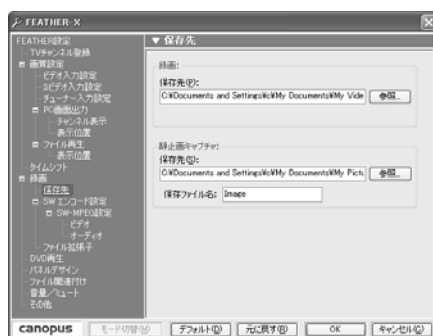 FEATHER-X
FEATHER設定
TVチャンネル登録
画質設定
ビデオ入力設定
Sビデオ入力設定
チューナー入力設定
PC画面出力
チャンネル表示
表示位置
ファイル再生
表示位置
タイムシフト
録画
保存先
SWエンコード設定
SW-MPEG設定
ビデオ
オーディオ
ファイル拡張子
DVD再生
パネルデザイン
ファイル関連付け
音量/ミュート
その他
▼ 保存先
録画:
保存先(P):
C:¥Documents and Settings¥c¥My Documents¥My Vide
参照...
静止画キャプチャ:
保存先(S):
C:¥Documents and Settings¥c¥My Documents¥My Pictu
参照...
保存ファイル名: Image
canopus
モード切替(M)
デフォルト(D)
元に戻す(R)
OK
キャンセル(C)